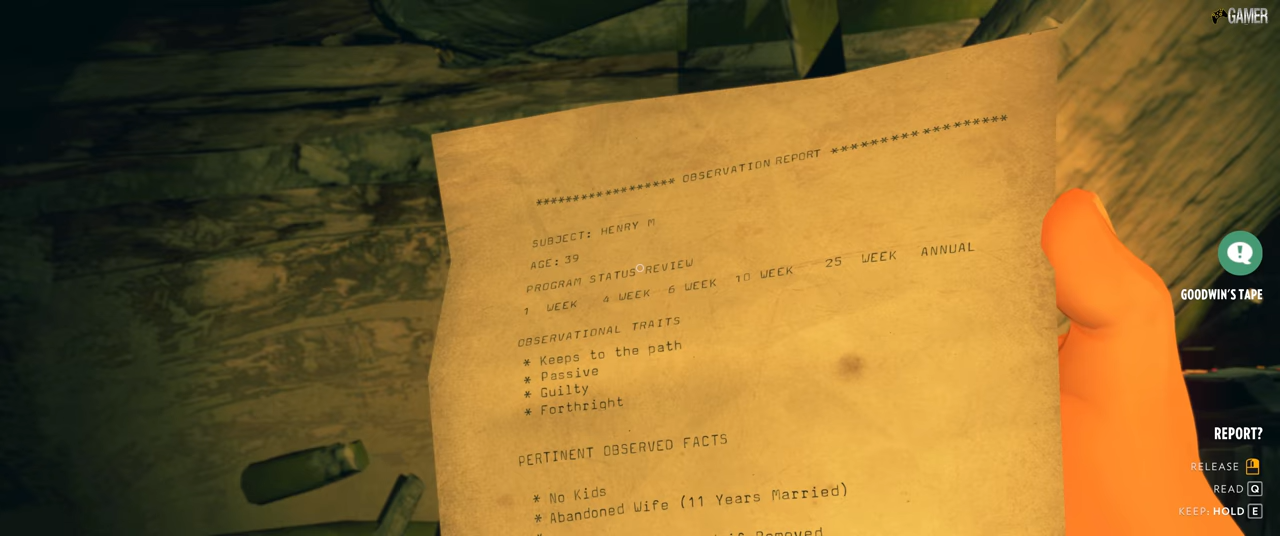 GAMER
****************** OBSERVATION REPORT ********************
SUBJECT: HENRY M
AGE: 39
PROGRAM STATUS REVIEW
1 WEEK 4 WEEK 6 WEEK 10 WEEK 25 WEEK ANNUAL
OBSERVATIONAL TRAITS
* Keeps to the path
* Passive
* Guilty
* Forthright
PERTINENT OBSERVED FACTS
* No Kids
* Abandoned Wife (11 Years Married)
Removed
GOODWIN'S TAPE
REPORT?
RELEASE
READ Q
KEEP: HOLD E